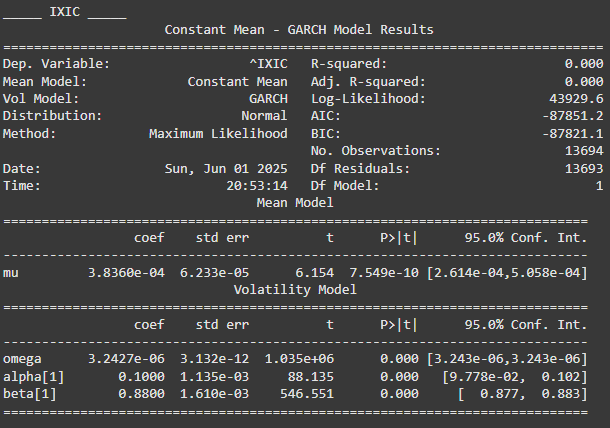 _____ IXIC _____
Constant Mean - GARCH Model Results
==============================================================================
Dep. Variable: ^IXIC R-squared: 0.000
Mean Model: Constant Mean Adj. R-squared: 0.000
Vol Model: GARCH Log-Likelihood: 43929.6
Distribution: Normal AIC: -87851.2
Method: Maximum Likelihood BIC: -87821.1
No. Observations: 13694
Date: Sun, Jun 01 2025 Df Residuals: 13693
Time: 20:53:14 Df Model: 1
Mean Model
============================================================================
coef std err t P>|t| 95.0% Conf. Int.
----------------------------------------------------------------------------
mu 3.8360e-04 6.233e-05 6.154 7.549e-10 [2.614e-04,5.058e-04]
Volatility Model
============================================================================
coef std err t P>|t| 95.0% Conf. Int.
----------------------------------------------------------------------------
omega 3.2427e-06 3.132e-12 1.035e+06 0.000 [3.243e-06,3.243e-06]
alpha[1] 0.1000 1.135e-03 88.135 0.000 [9.778e-02, 0.102]
beta[1] 0.8800 1.610e-03 546.551 0.000 [ 0.877, 0.883]
============================================================================